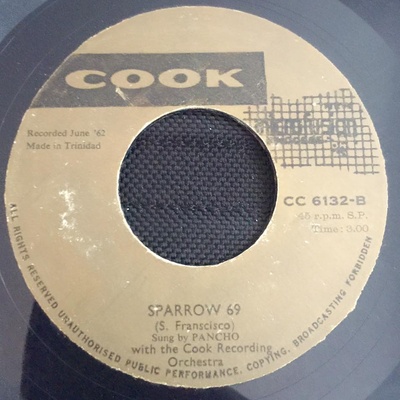 COOK
Recorded June '62
Made in Trinidad
CC 6132-B
45 r.p.m. S.P.
Time: 3.00
SPARROW 69
(S. Franscisco)
Sung by PANCHO
with the Cook Recording
Orchestra
ALL RIGHTS RESERVED UNAUTHORISED PUBLIC PERFORMANCE, COPYING, BROADCASTING FORBIDDEN